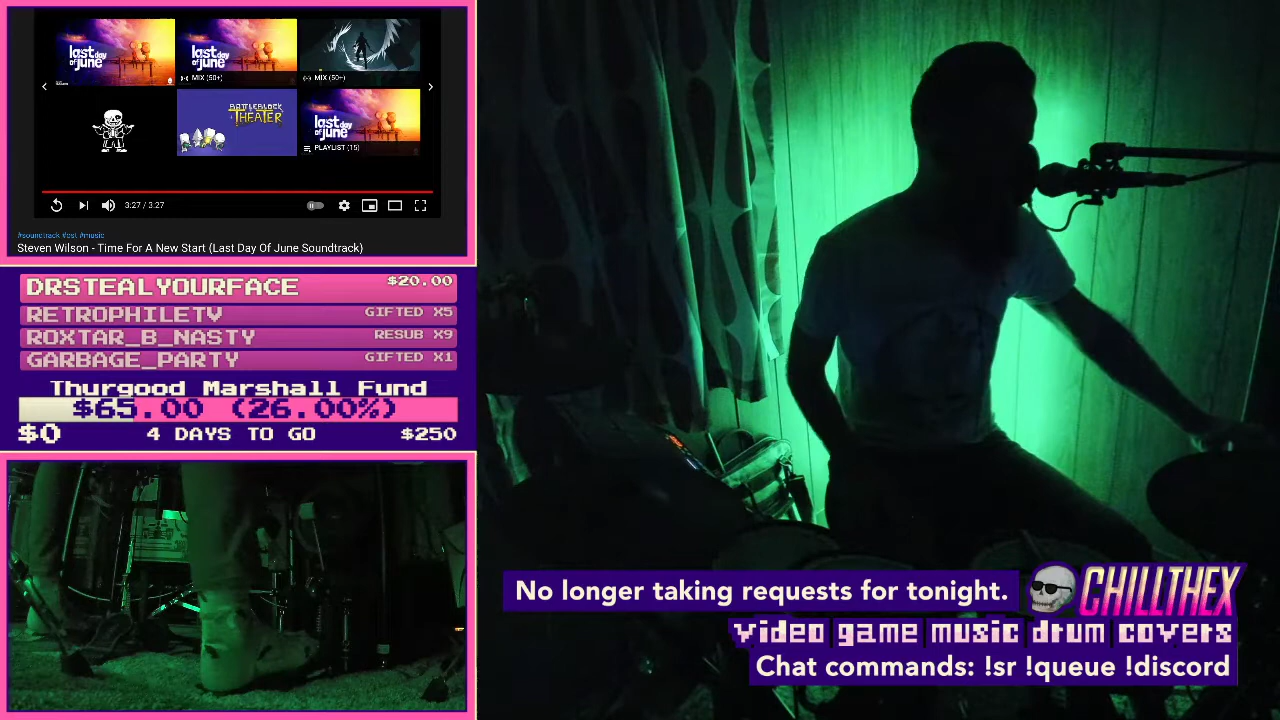 last day of june
last day of june
MIX (50+)
MIX (50+)
BATTLEBLOCK THEATER
last day of june
PLAYLIST (15)
3:27 / 3:27
#soundtrack #ost #music
Steven Wilson - Time For A New Start (Last Day Of June Soundtrack)
DRSTEALYOURFACE $20.00
RETROPHILETV GIFTED X5
ROXTAR_B_NASTY RESUB X9
GARBAGE_PARTY GIFTED X1
Thurgood Marshall Fund
$65.00 (26.00%)
$0 4 DAYS TO GO $250
No longer taking requests for tonight.
CHILLTHEX
video game music drum covers
Chat commands: !sr !queue !discord